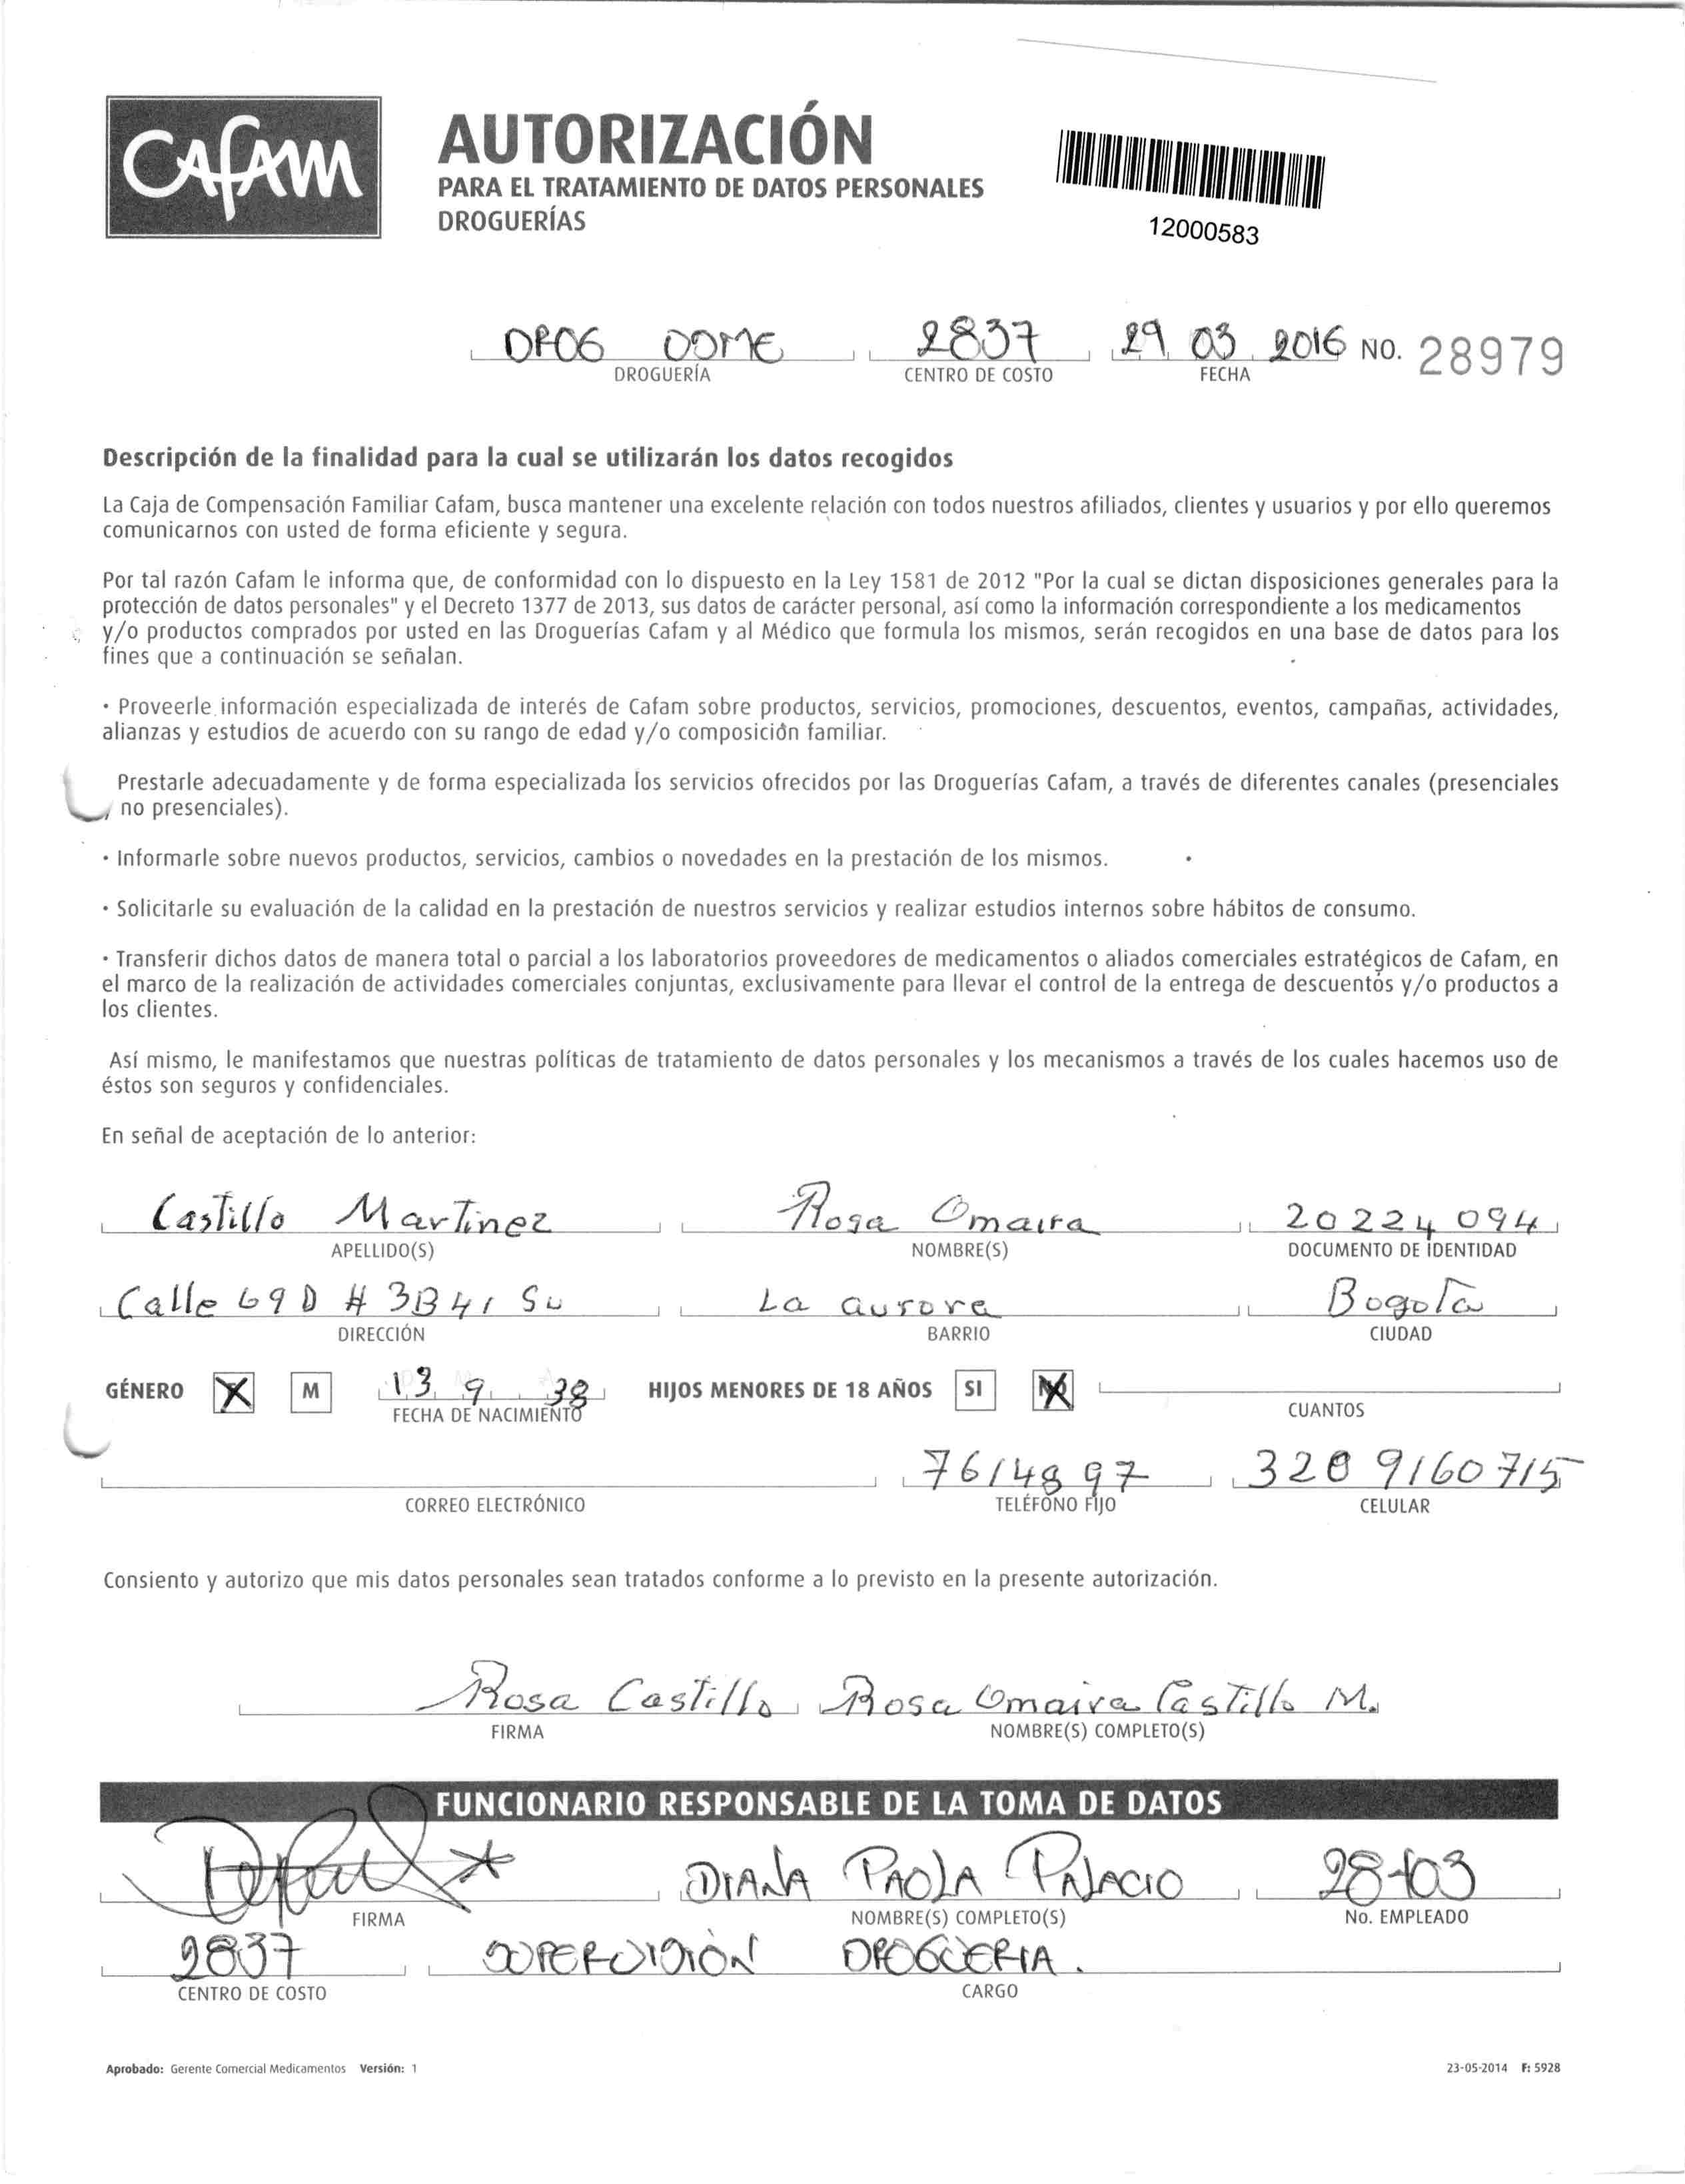 CAFAM
AUTORIZACIÓN
PARA EL TRATAMIENTO DE DATOS PERSONALES
DROGUERÍAS
12000583
DROG DOME 2837 29 03 2016 NO. 28979
DROGUERÍA CENTRO DE COSTO FECHA
Descripción de la finalidad para la cual se utilizarán los datos recogidos
La Caja de Compensación Familiar Cafam, busca mantener una excelente relación con todos nuestros afiliados, clientes y usuarios y por ello queremos
comunicarnos con usted de forma eficiente y segura.
Por tal razón Cafam le informa que, de conformidad con lo dispuesto en la Ley 1581 de 2012 "Por la cual se dictan disposiciones generales para la
protección de datos personales" y el Decreto 1377 de 2013, sus datos de carácter personal, así como la información correspondiente a los medicamentos
y/o productos comprados por usted en las Droguerías Cafam y al Médico que formula los mismos, serán recogidos en una base de datos para los
fines que a continuación se señalan.
· Proveerle información especializada de interés de Cafam sobre productos, servicios, promociones, descuentos, eventos, campañas, actividades,
alianzas y estudios de acuerdo con su rango de edad y/o composición familiar.
Prestarle adecuadamente y de forma especializada los servicios ofrecidos por las Droguerías Cafam, a través de diferentes canales (presenciales
no presenciales).
· Informarle sobre nuevos productos, servicios, cambios o novedades en la prestación de los mismos.
· Solicitarle su evaluación de la calidad en la prestación de nuestros servicios y realizar estudios internos sobre hábitos de consumo.
· Transferir dichos datos de manera total o parcial a los laboratorios proveedores de medicamentos o aliados comerciales estratégicos de Cafam, en
el marco de la realización de actividades comerciales conjuntas, exclusivamente para llevar el control de la entrega de descuentos y/o productos a
los clientes.
Así mismo, le manifestamos que nuestras políticas de tratamiento de datos personales y los mecanismos a través de los cuales hacemos uso de
éstos son seguros y confidenciales.
En señal de aceptación de lo anterior:
Castillo Martinez Rosa Omaira 20224094
APELLIDO(S) NOMBRE(S) DOCUMENTO DE IDENTIDAD
Calle 69 D # 3B 41 Su La aurora Bogota
DIRECCIÓN BARRIO CIUDAD
GÉNERO F M 13 9 38 HIJOS MENORES DE 18 AÑOS SI NO
FECHA DE NACIMIENTO CUANTOS
7614897 320 9160715
CORREO ELECTRÓNICO TELÉFONO FIJO CELULAR
Consiento y autorizo que mis datos personales sean tratados conforme a lo previsto en la presente autorización.
Rosa Castillo Rosa Omaira Castillo M.
FIRMA NOMBRE(S) COMPLETO(S)
FUNCIONARIO RESPONSABLE DE LA TOMA DE DATOS
DIANA PAOLA PALACIO
FIRMA NOMBRE(S) COMPLETO(S) No. EMPLEADO
2837 SUPERVISIÓN DROGUERIA.
CENTRO DE COSTO CARGO
Aprobado: Gerente Comercial Medicamentos Versión: 1 23-05-2014 F: 5928